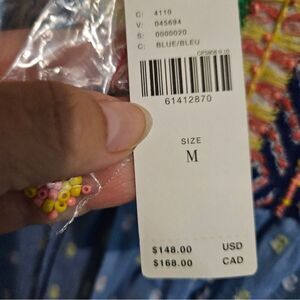 C: 4110
V: 045694
S: 0000020
C: BLUE/BLEU
61412870
SIZE
M
$148.00 USD
$168.00 CAD